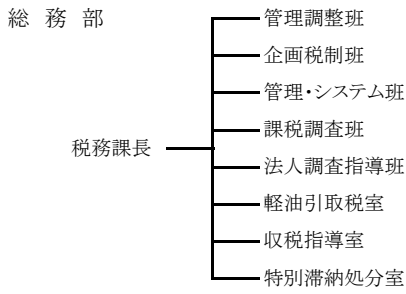 総務部
管理調整班
企画税制班
管理・システム班
課税調査班
税務課長
法人調査指導班
軽油引取税室
収税指導室
特別滞納処分室